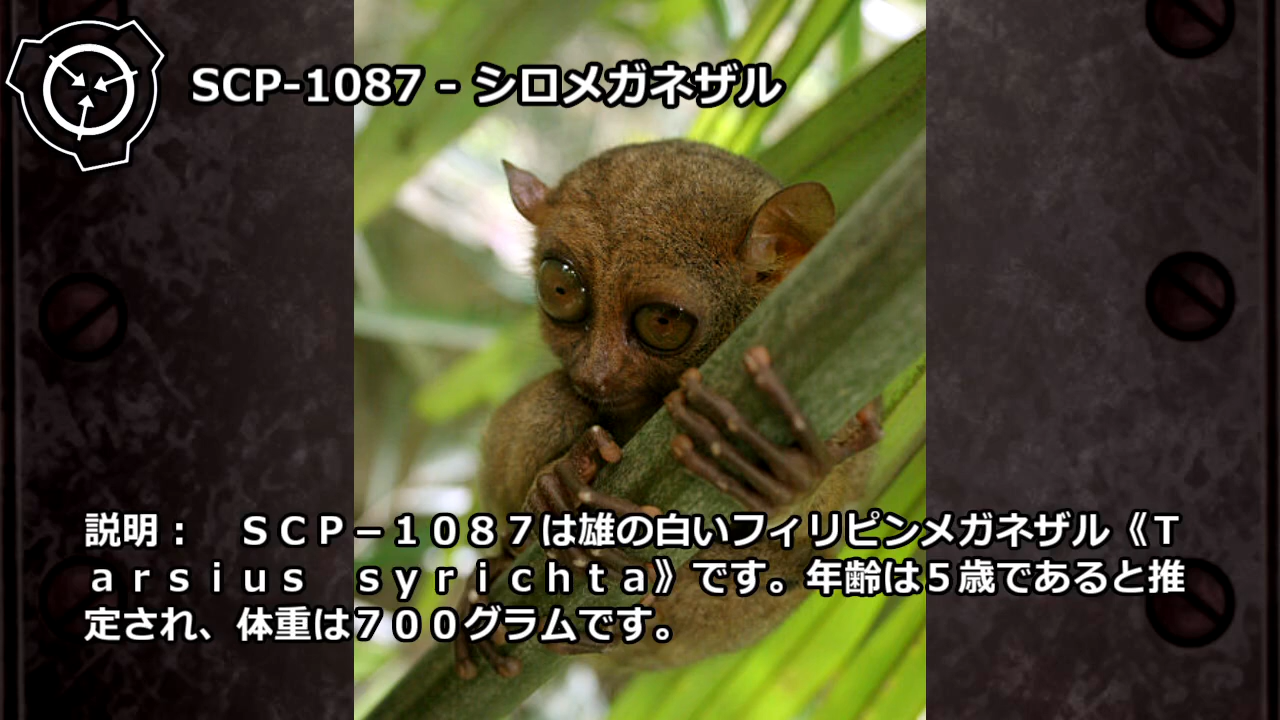 SCP-1087 - シロメガネザル
説明：　ＳＣＰ－１０８７は雄の白いフィリピンメガネザル《Ｔ
ａｒｓｉｕｓ　ｓｙｒｉｃｈｔａ》です。年齢は５歳であると推
定され、体重は７００グラムです。